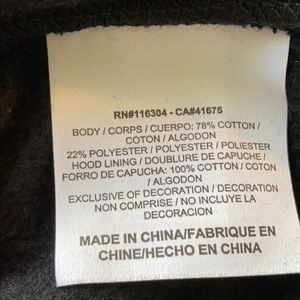 RN#116304 - CA#41675
BODY / CORPS / CUERPO: 78% COTTON /
COTON / ALGODON
22% POLYESTER / POLYESTER / POLIESTER
HOOD LINING / DOUBLURE DE CAPUCHE /
FORRO DE CAPUCHA: 100% COTTON / COTON
/ ALGODON
EXCLUSIVE OF DECORATION / DECORATION
NON COMPRISE / NO INCLUYE LA
DECORACION
MADE IN CHINA/FABRIQUE EN
CHINE/HECHO EN CHINA